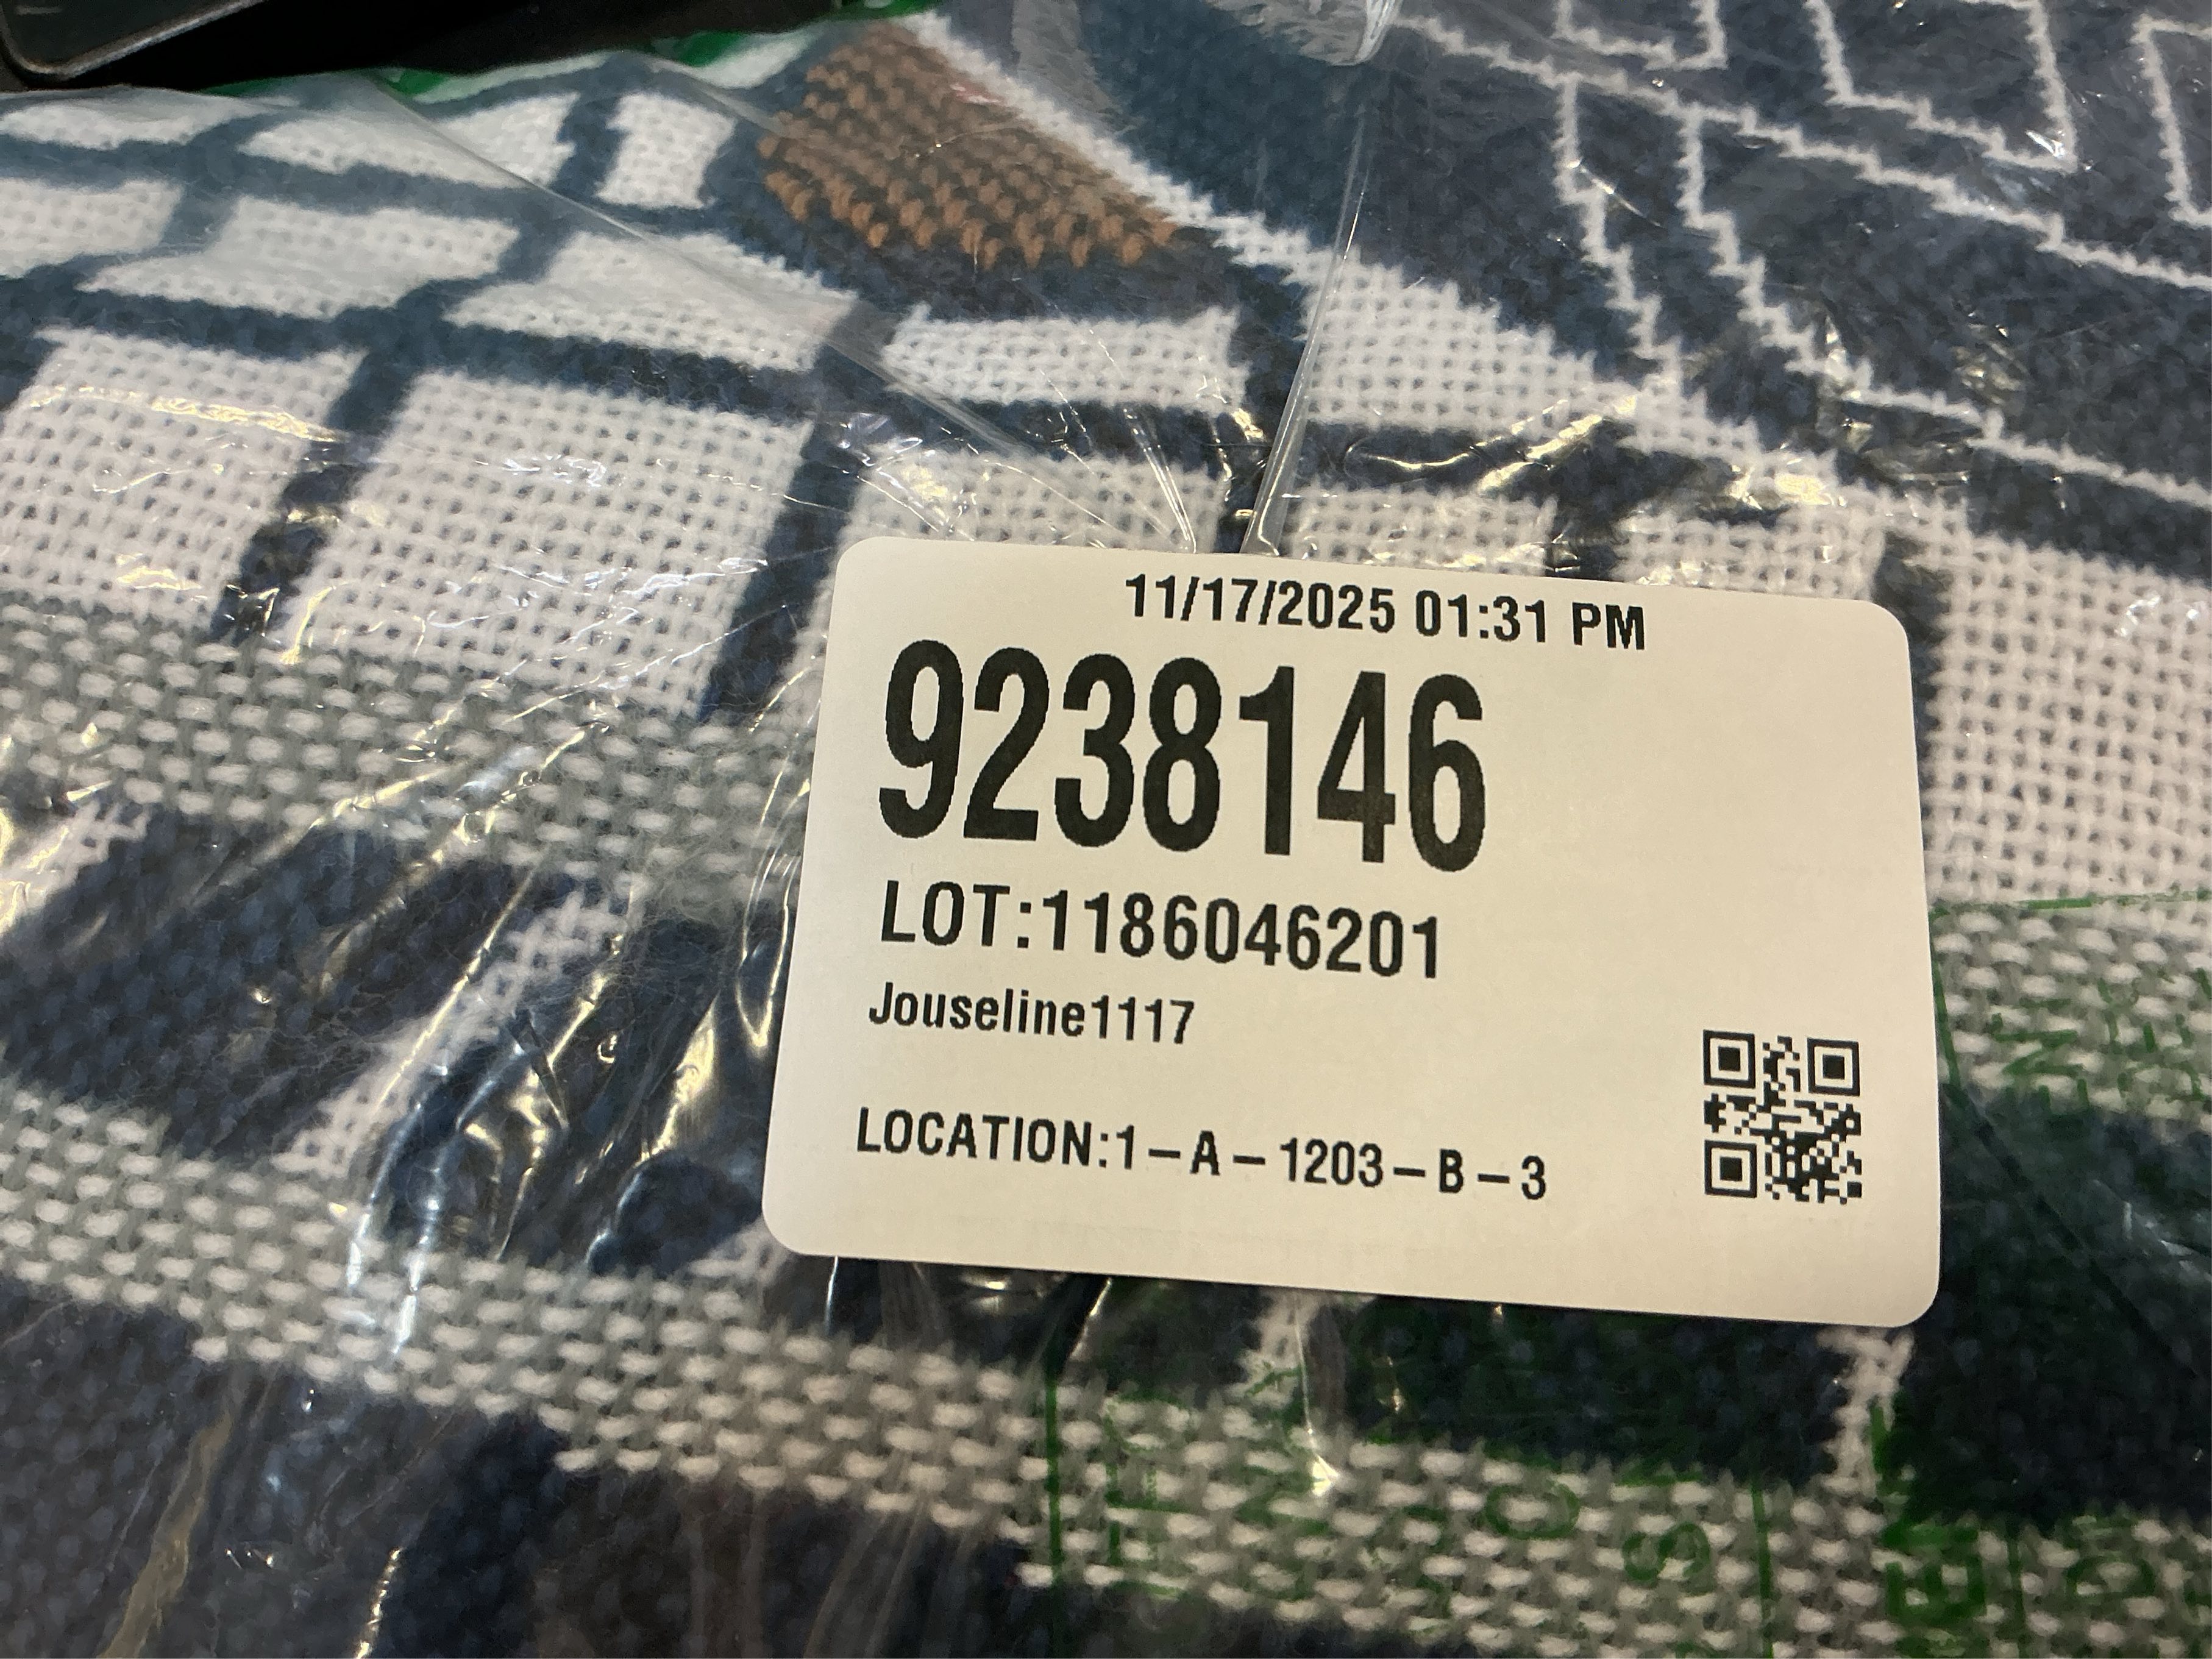 11/17/2025 01:31 PM
9238146
LOT:1186046201
Jouseline1117
LOCATION:1-A-1203-B-3